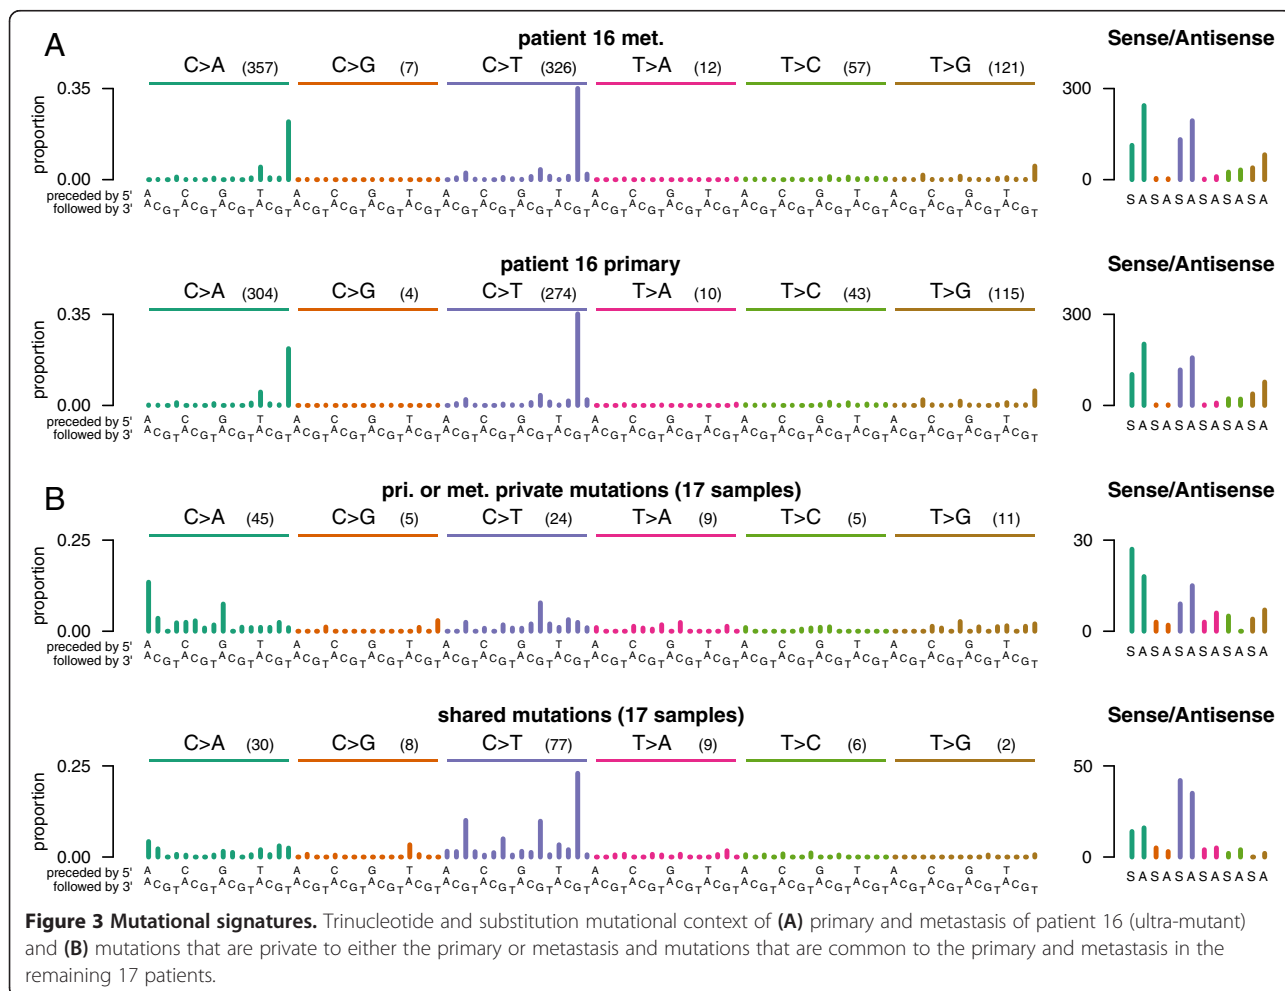 A
patient 16 met.
Sense/Antisense
C>A (357) C>G (7) C>T (326) T>A (12) T>C (57) T>G (121)
proportion
0.35
0.00
300
0
preceded by 5' A C G T A C G T A C G T A C G T A C G T A C G T
followed by 3' A C G T A C G T A C G T A C G T A C G T A C G T A C G T A C G T A C G T A C G T A C G T A C G T A C G T A C G T A C G T A C G T A C G T A C G T A C G T A C G T A C G T A C G T A C G T A C G T
S A S A S A S A S A S A
patient 16 primary
Sense/Antisense
C>A (304) C>G (4) C>T (274) T>A (10) T>C (43) T>G (115)
proportion
0.35
0.00
300
0
preceded by 5' A C G T A C G T A C G T A C G T A C G T A C G T
followed by 3' A C G T A C G T A C G T A C G T A C G T A C G T A C G T A C G T A C G T A C G T A C G T A C G T A C G T A C G T A C G T A C G T A C G T A C G T A C G T A C G T A C G T A C G T A C G T A C G T
S A S A S A S A S A S A
B
pri. or met. private mutations (17 samples)
Sense/Antisense
C>A (45) C>G (5) C>T (24) T>A (9) T>C (5) T>G (11)
proportion
0.25
0.00
30
0
preceded by 5' A C G T A C G T A C G T A C G T A C G T A C G T
followed by 3' A C G T A C G T A C G T A C G T A C G T A C G T A C G T A C G T A C G T A C G T A C G T A C G T A C G T A C G T A C G T A C G T A C G T A C G T A C G T A C G T A C G T A C G T A C G T A C G T
S A S A S A S A S A S A
shared mutations (17 samples)
Sense/Antisense
C>A (30) C>G (8) C>T (77) T>A (9) T>C (6) T>G (2)
proportion
0.25
0.00
50
0
preceded by 5' A C G T A C G T A C G T A C G T A C G T A C G T
followed by 3' A C G T A C G T A C G T A C G T A C G T A C G T A C G T A C G T A C G T A C G T A C G T A C G T A C G T A C G T A C G T A C G T A C G T A C G T A C G T A C G T A C G T A C G T A C G T A C G T
S A S A S A S A S A S A
Figure 3 Mutational signatures. Trinucleotide and substitution mutational context of (A) primary and metastasis of patient 16 (ultra-mutant)
and (B) mutations that are private to either the primary or metastasis and mutations that are common to the primary and metastasis in the
remaining 17 patients.